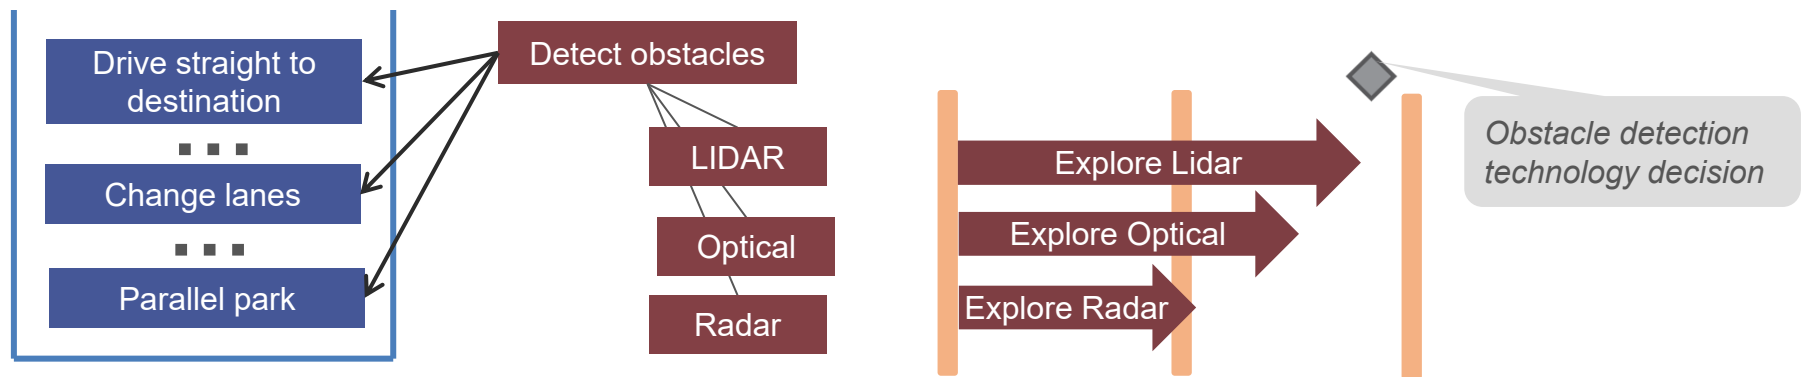 Drive straight to
destination
Change lanes
Parallel park
Detect obstacles
LIDAR
Optical
Radar
Explore Lidar
Explore Optical
Explore Radar
Obstacle detection
technology decision